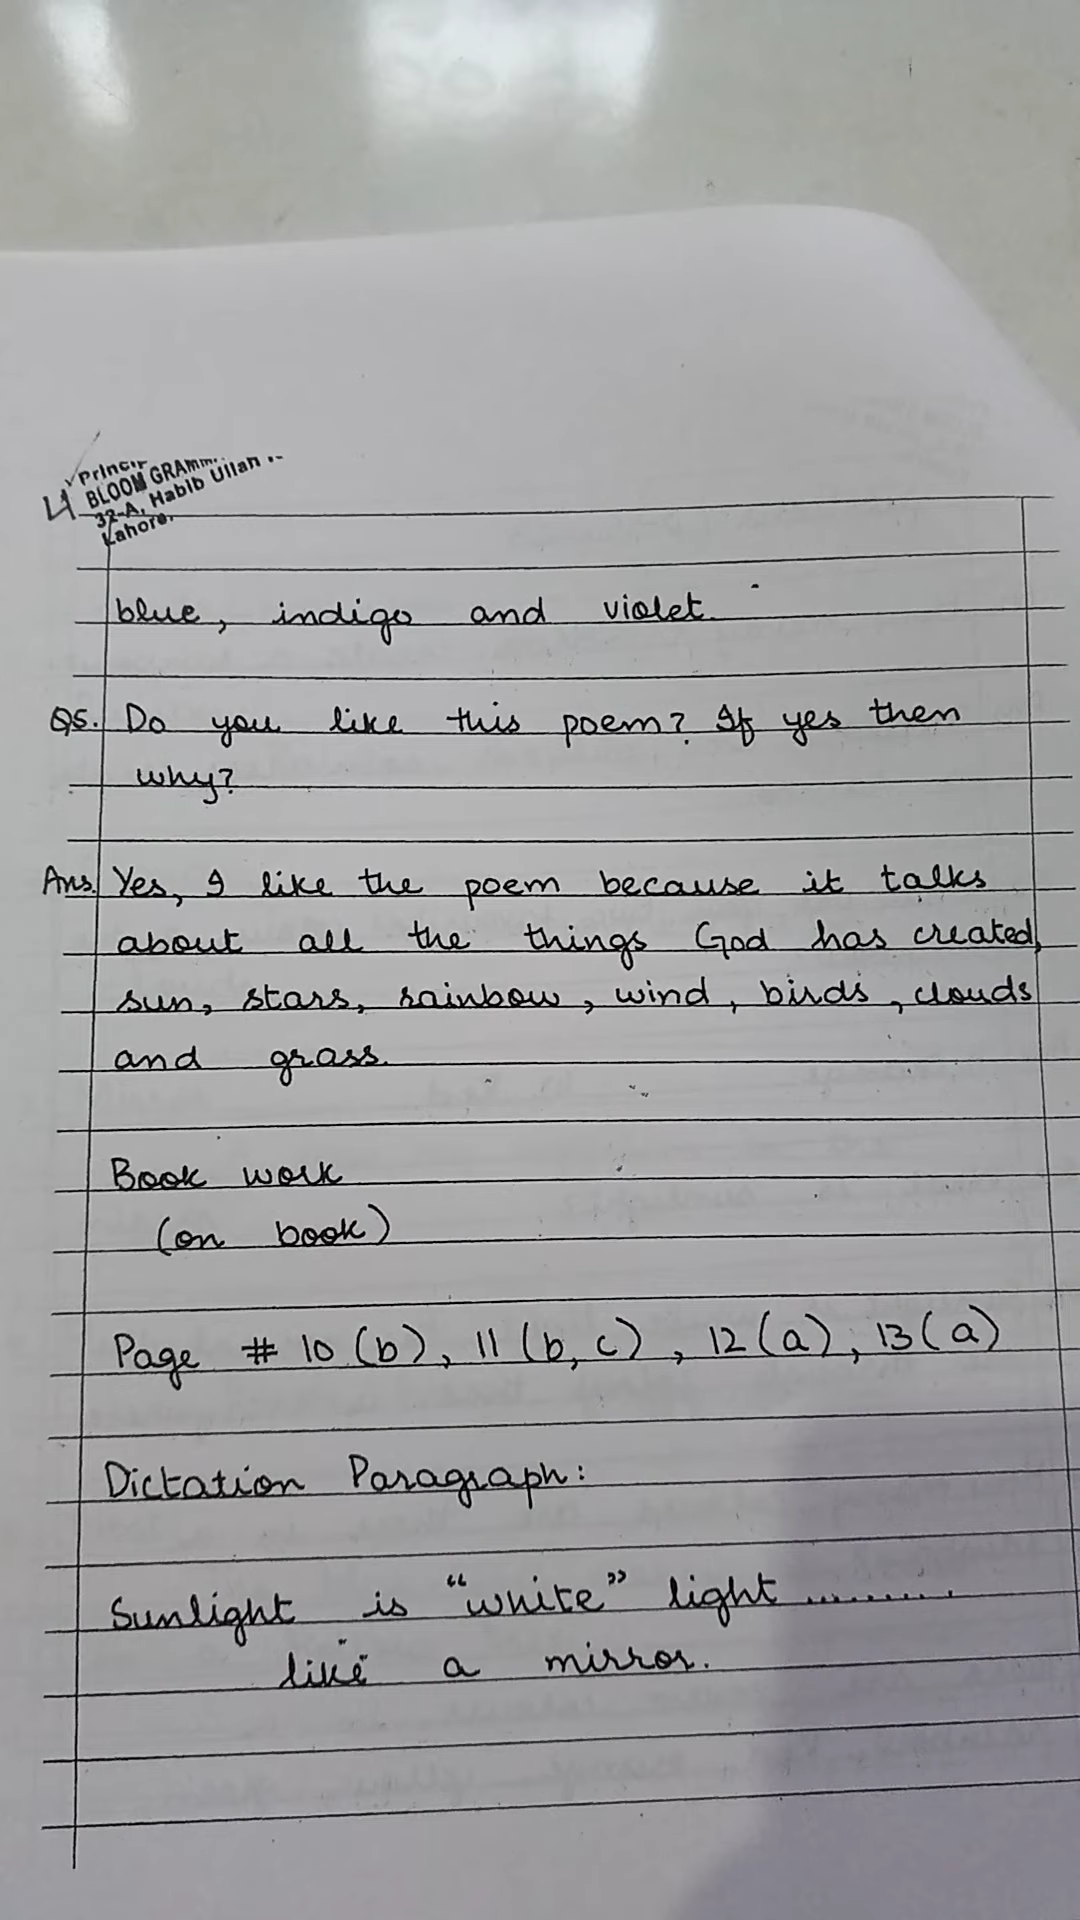 BLOOM GRAMM
32-A, Habib Ullah
Lahore.
blue, indigo and violet.
Q5. Do you like this poem? If yes then
why?
Ans. Yes, I like the poem because it talks
about all the things God has created,
sun, stars, rainbow, wind, birds, clouds
and grass.
Book work
(on book)
Page # 10 (b), 11 (b, c), 12 (a), 13 (a)
Dictation Paragraph:
Sunlight is "white" light ..........
like a mirror.